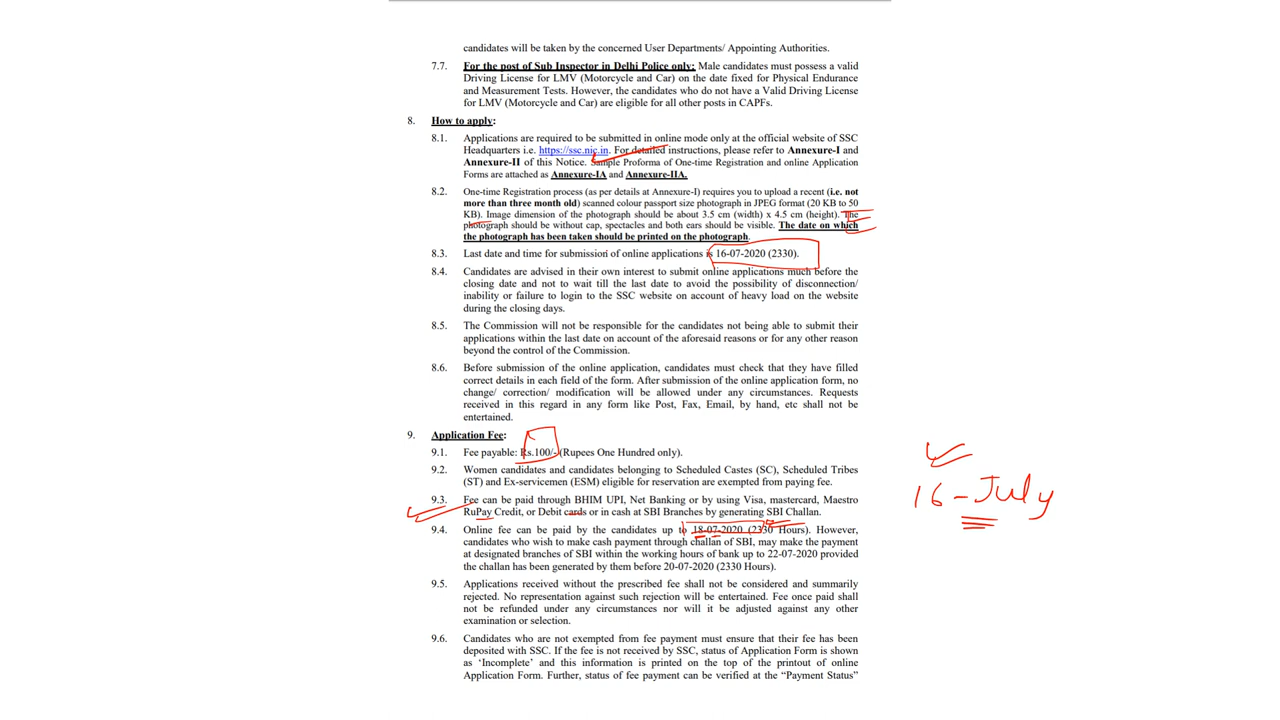 candidates will be taken by the concerned User Departments/ Appointing Authorities.
7.7. For the post of Sub Inspector in Delhi Police only: Male candidates must possess a valid
Driving License for LMV (Motorcycle and Car) on the date fixed for Physical Endurance
and Measurement Tests. However, the candidates who do not have a Valid Driving License
for LMV (Motorcycle and Car) are eligible for all other posts in CAPFs.
8. How to apply:
8.1. Applications are required to be submitted in online mode only at the official website of SSC
Headquarters i.e. https://ssc.nic.in. For detailed instructions, please refer to Annexure-I and
Annexure-II of this Notice. Sample Proforma of One-time Registration and online Application
Forms are attached as Annexure-IA and Annexure-IIA.
8.2. One-time Registration process (as per details at Annexure-I) requires you to upload a recent (i.e. not
more than three month old) scanned colour passport size photograph in JPEG format (20 KB to 50
KB). Image dimension of the photograph should be about 3.5 cm (width) x 4.5 cm (height). The
photograph should be without cap, spectacles and both ears should be visible. The date on which
the photograph has been taken should be printed on the photograph.
8.3. Last date and time for submission of online applications is 16-07-2020 (2330).
8.4. Candidates are advised in their own interest to submit online applications much before the
closing date and not to wait till the last date to avoid the possibility of disconnection/
inability or failure to login to the SSC website on account of heavy load on the website
during the closing days.
8.5. The Commission will not be responsible for the candidates not being able to submit their
applications within the last date on account of the aforesaid reasons or for any other reason
beyond the control of the Commission.
8.6. Before submission of the online application, candidates must check that they have filled
correct details in each field of the form. After submission of the online application form, no
change/ correction/ modification will be allowed under any circumstances. Requests
received in this regard in any form like Post, Fax, Email, by hand, etc shall not be
entertained.
9. Application Fee:
9.1. Fee payable: Rs.100/- (Rupees One Hundred only).
9.2. Women candidates and candidates belonging to Scheduled Castes (SC), Scheduled Tribes
(ST) and Ex-servicemen (ESM) eligible for reservation are exempted from paying fee.
9.3. Fee can be paid through BHIM UPI, Net Banking or by using Visa, mastercard, Maestro
RuPay Credit, or Debit cards or in cash at SBI Branches by generating SBI Challan.
16-July
9.4. Online fee can be paid by the candidates up to 18-07-2020 (2330 Hours). However,
candidates who wish to make cash payment through challan of SBI, may make the payment
at designated branches of SBI within the working hours of bank up to 22-07-2020 provided
the challan has been generated by them before 20-07-2020 (2330 Hours).
9.5. Applications received without the prescribed fee shall not be considered and summarily
rejected. No representation against such rejection will be entertained. Fee once paid shall
not be refunded under any circumstances nor will it be adjusted against any other
examination or selection.
9.6. Candidates who are not exempted from fee payment must ensure that their fee has been
deposited with SSC. If the fee is not received by SSC, status of Application Form is shown
as ‘Incomplete’ and this information is printed on the top of the printout of online
Application Form. Further, status of fee payment can be verified at the “Payment Status”